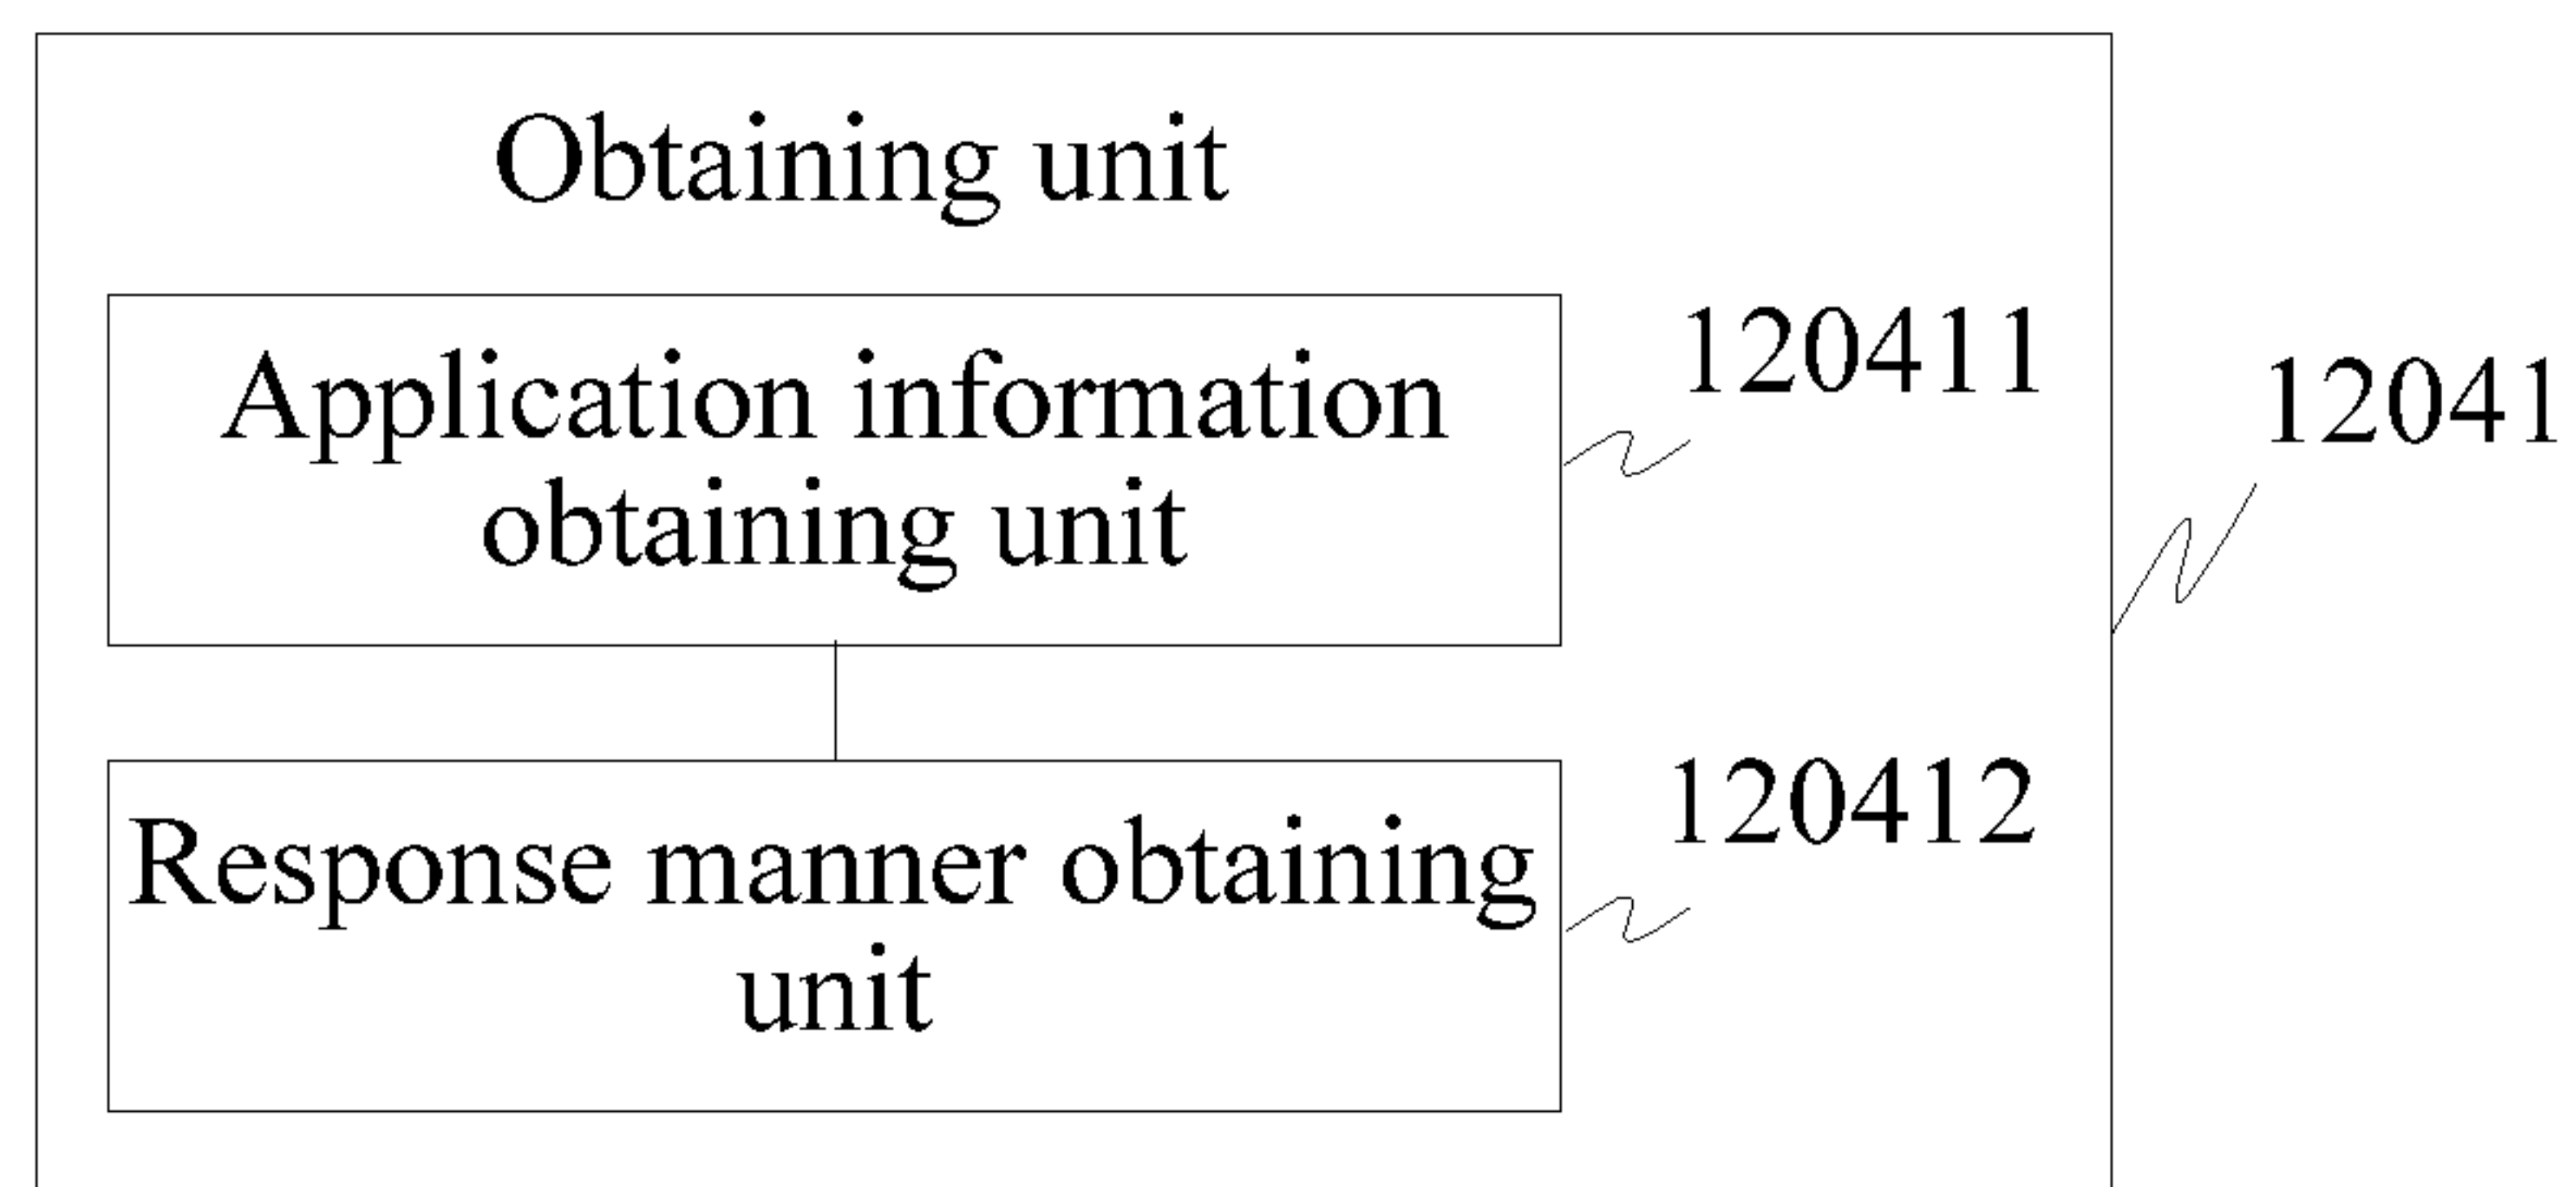 Obtaining unit
120411
Application information
obtaining unit
12041
120412
Response manner obtaining
unit